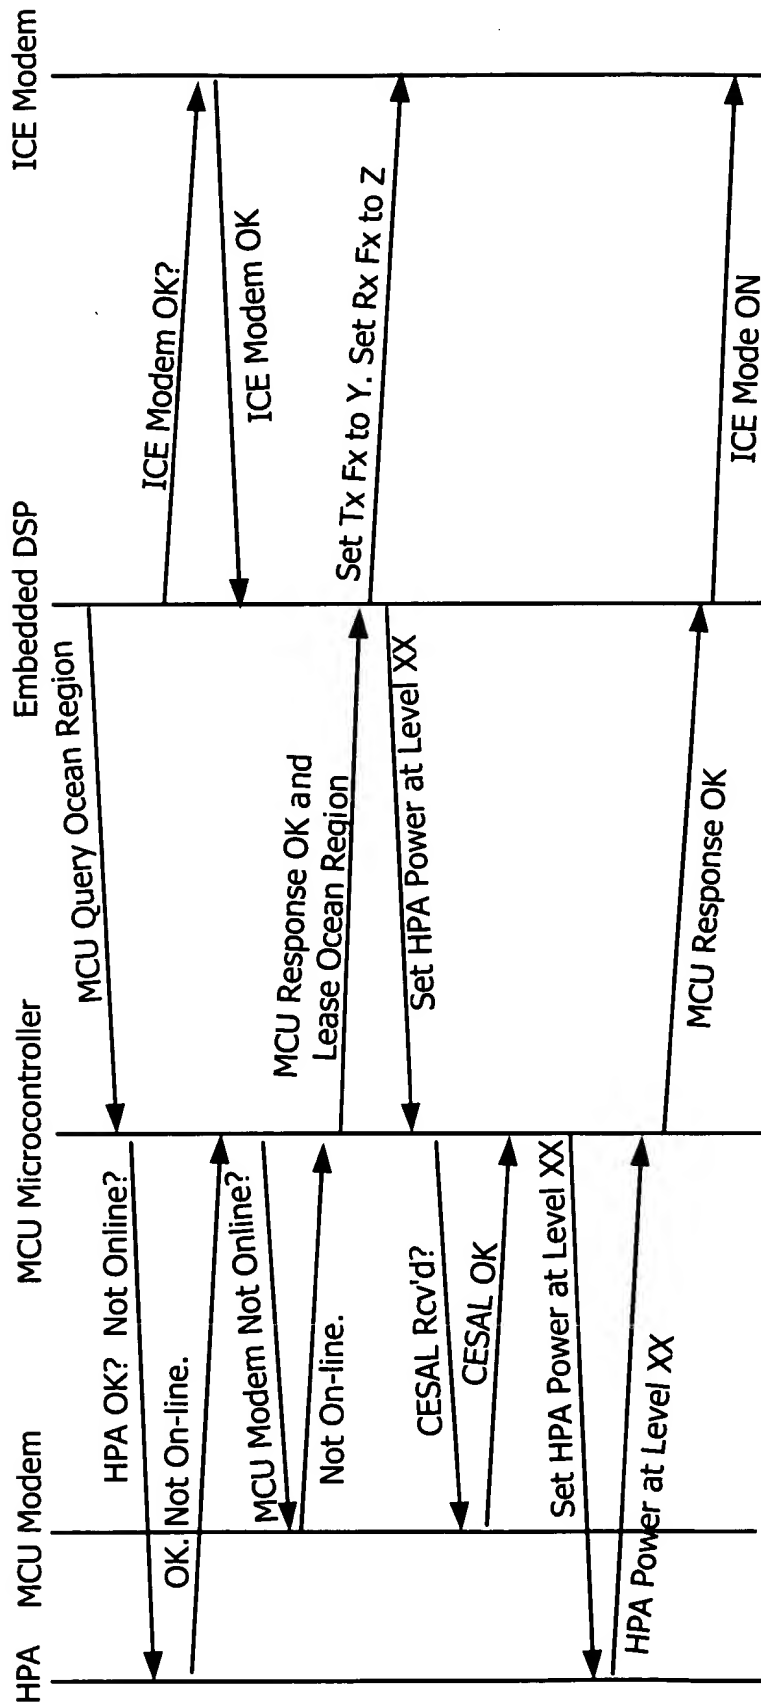 HPA
MCU Modem
MCU Microcontroller
Embedded DSP
ICE Modem
MCU Query Ocean Region
HPA OK? Not Online?
ICE Modem OK?
OK. Not On-line.
ICE Modem OK
MCU Modem Not Online?
Not On-line.
MCU Response OK and
Lease Ocean Region
Set Tx Fx to Y. Set Rx Fx to Z
Set HPA Power at Level XX
CESAL Rcv'd?
CESAL OK
Set HPA Power at Level XX
HPA Power at Level XX
MCU Response OK
ICE Mode ON